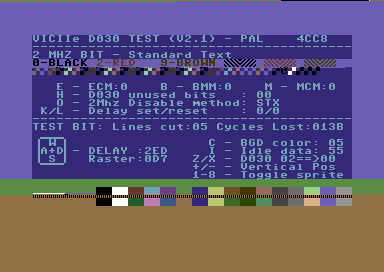 VICIIe D030 TEST (V2.1) - PAL 4CC8
2 MHZ BIT - Standard Text
0-BLACK 2-RED 9-BROWN
E - ECM:0 B - BMM:0 M - MCM:0
H - D030 unused bits : 00
O - 2Mhz Disable method: STX
K/L - Delay set/reset : 0/0
TEST BIT: Lines cut:05 Cycles Lost:013B
W C - BGD color: 05
A+D - DELAY :2ED I - Idle data: 55
S Raster:0D7 Z/X - D030 02==>00
+/- - Vertical Pos
1-8 - Toggle sprite